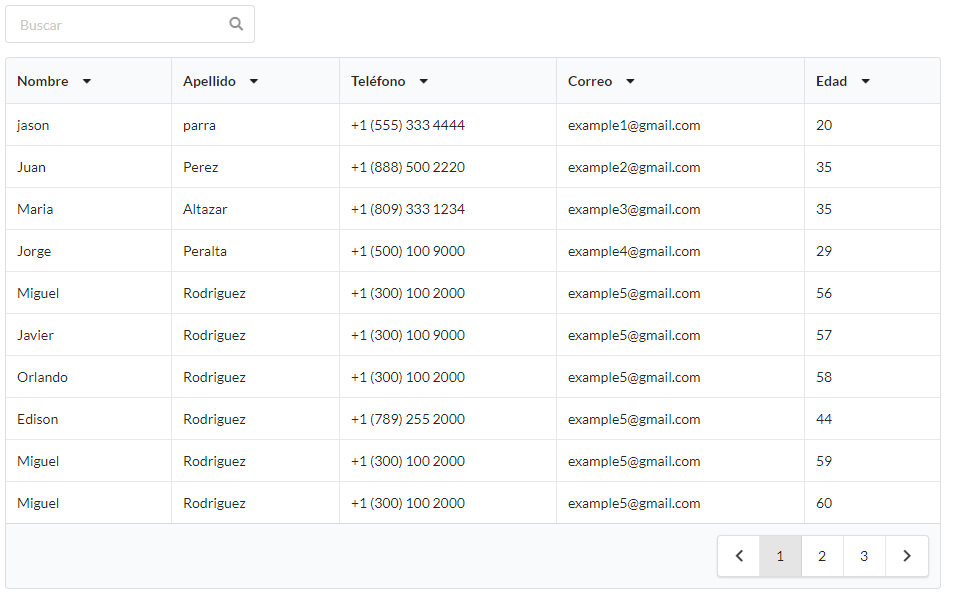 Buscar
Nombre Apellido Teléfono Correo Edad
jason parra +1 (555) 333 4444 example1@gmail.com 20
Juan Perez +1 (888) 500 2220 example2@gmail.com 35
Maria Altazar +1 (809) 333 1234 example3@gmail.com 35
Jorge Peralta +1 (500) 100 9000 example4@gmail.com 29
Miguel Rodriguez +1 (300) 100 2000 example5@gmail.com 56
Javier Rodriguez +1 (300) 100 9000 example5@gmail.com 57
Orlando Rodriguez +1 (300) 100 2000 example5@gmail.com 58
Edison Rodriguez +1 (789) 255 2000 example5@gmail.com 44
Miguel Rodriguez +1 (300) 100 2000 example5@gmail.com 59
Miguel Rodriguez +1 (300) 100 2000 example5@gmail.com 60
1 2 3